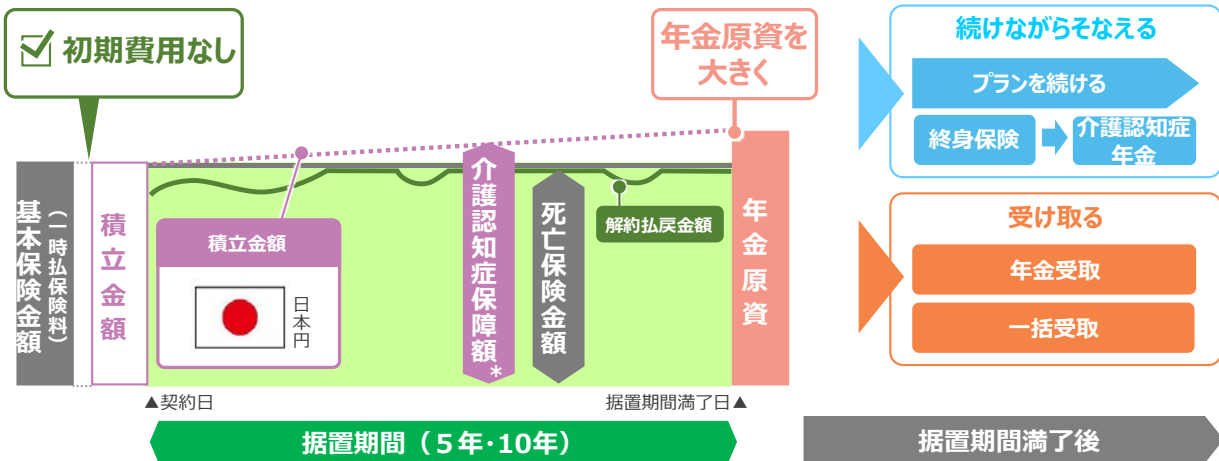 初期費用なし
年金原資を
大きく
続けながらそなえる
プランを続ける
終身保険
介護認知症
年金
受け取る
年金受取
一括受取
基本保険金額
（一時払保険料）
積立金額
積立金額
日本円
介護認知症保障額*
死亡保険金額
解約払戻金額
年金原資
▲契約日
据置期間満了日▲
据置期間（５年･10年）
据置期間満了後